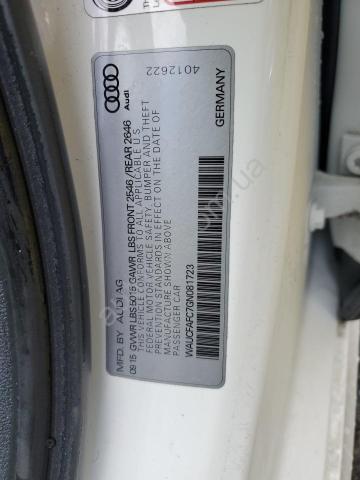 MFD. BY AUDI AG
09.15 GVWR LBS 5015 GAWR LBS FRONT 2546 / REAR 2646
THIS VEHICLE CONFORMS TO ALL APPLICABLE U S
FEDERAL MOTOR VEHICLE SAFETY, BUMPER AND THEFT
PREVENTION STANDARDS IN EFFECT ON THE DATE OF
MANUFACTURE SHOWN ABOVE
PASSENGER CAR
WAUCFAFC7GN081723
GERMANY
Audi
4012622